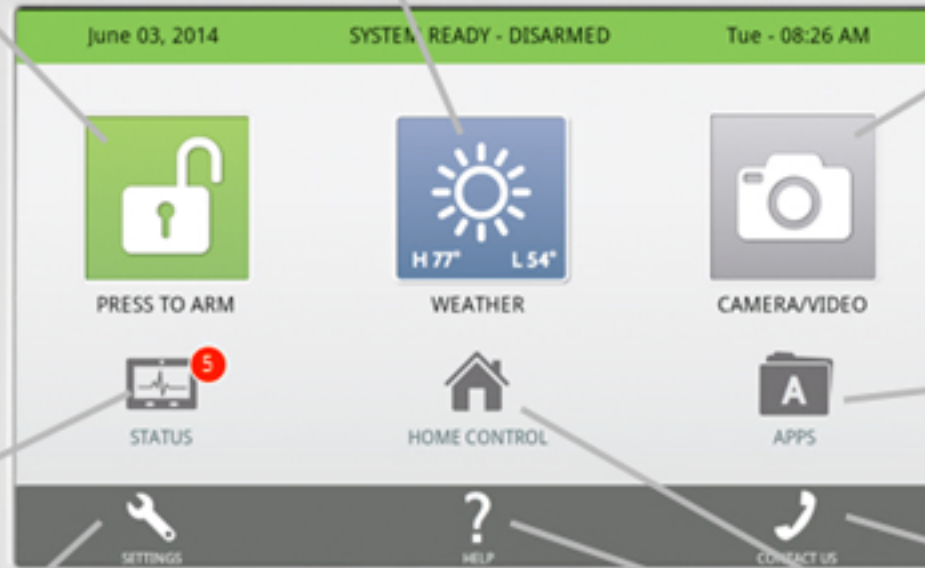 June 03, 2014 SYSTEM READY - DISARMED Tue - 08:26 AM
H 77° L 54°
PRESS TO ARM WEATHER CAMERA/VIDEO
5
A
STATUS HOME CONTROL APPS
?
SETTINGS HELP CONTACT US